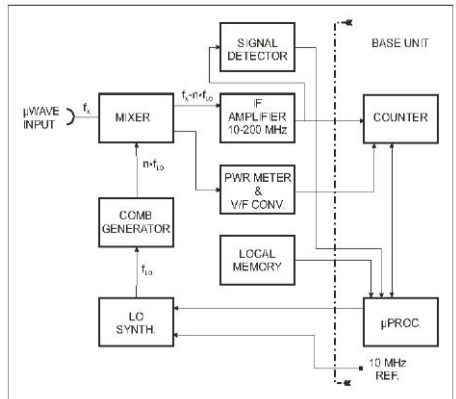 SIGNAL
DETECTOR
BASE UNIT
µWAVE
INPUT
fx
MIXER
fx-n•fLO
IF
AMPLIFIER
10-200 MHz
COUNTER
n•fLO
PWR METER
&
V/F CONV.
COMB
GENERATOR
LOCAL
MEMORY
fLO
LO
SYNTH.
µPROC.
10 MHz
REF.